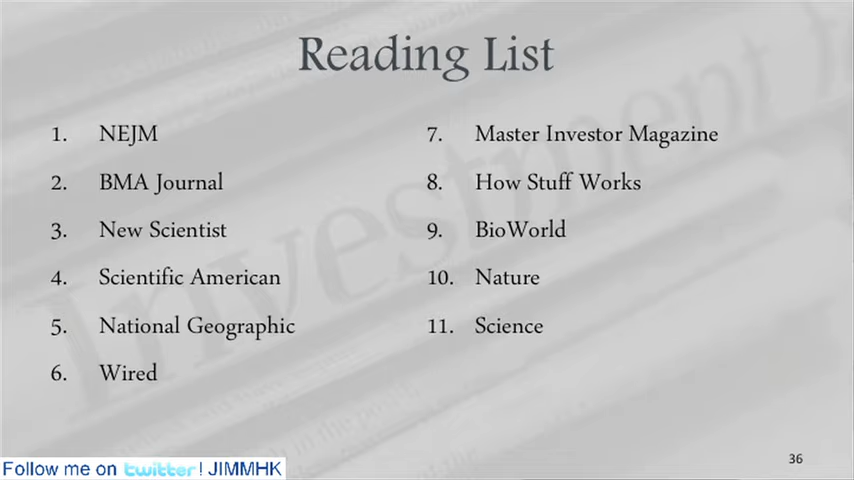 Reading List
1. NEJM
2. BMA Journal
3. New Scientist
4. Scientific American
5. National Geographic
6. Wired
7. Master Investor Magazine
8. How Stuff Works
9. BioWorld
10. Nature
11. Science
Investment
36
Follow me on twitter! JIMMHK